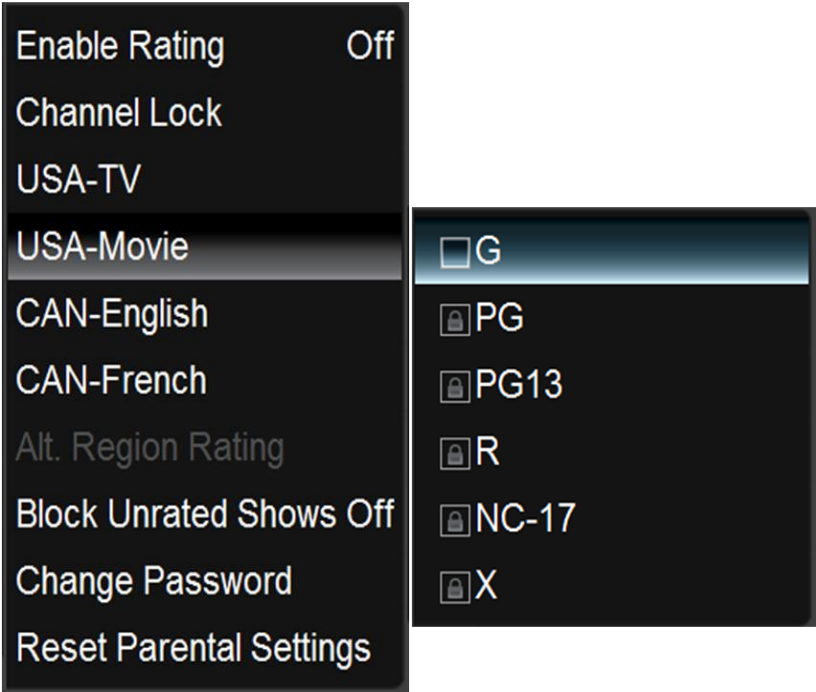 Enable Rating Off
Channel Lock
USA-TV
USA-Movie
CAN-English
CAN-French
Alt. Region Rating
Block Unrated Shows Off
Change Password
Reset Parental Settings
G
PG
PG13
R
NC-17
X